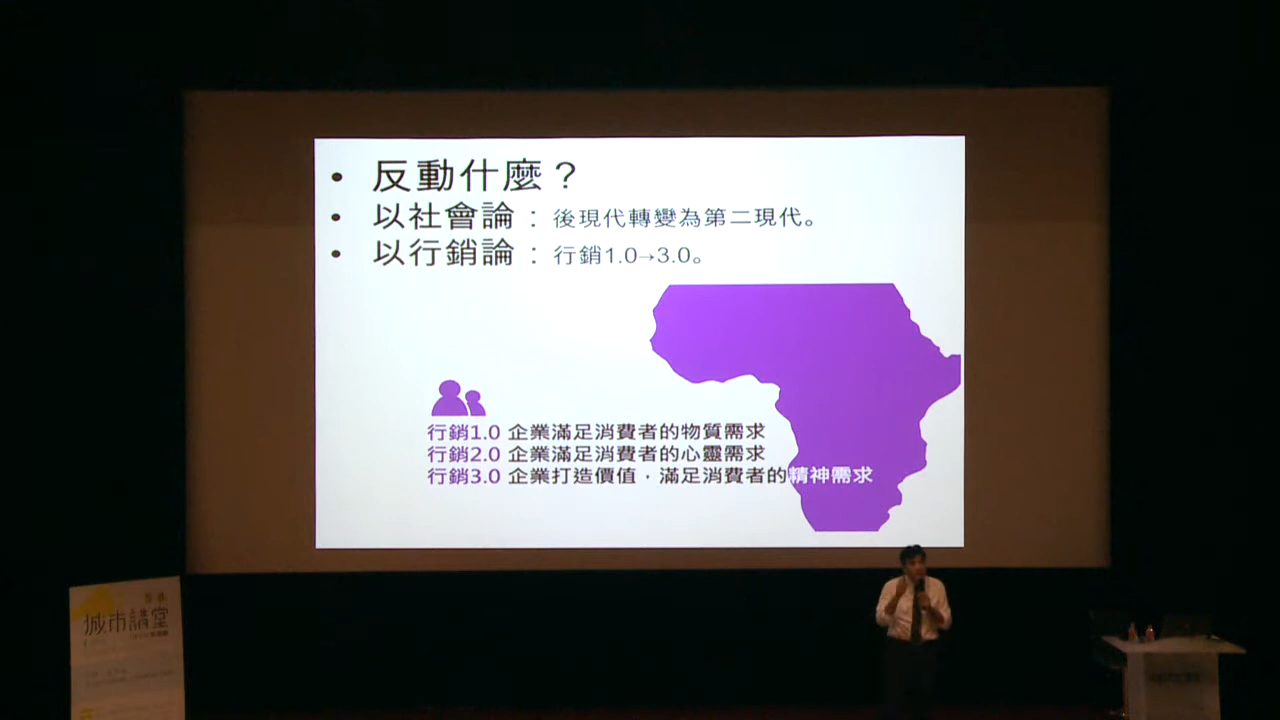 • 反動什麼？
• 以社會論：後現代轉變為第二現代。
• 以行銷論：行銷1.0→3.0。
行銷1.0 企業滿足消費者的物質需求
行銷2.0 企業滿足消費者的心靈需求
行銷3.0 企業打造價值，滿足消費者的精神需求
城市講堂